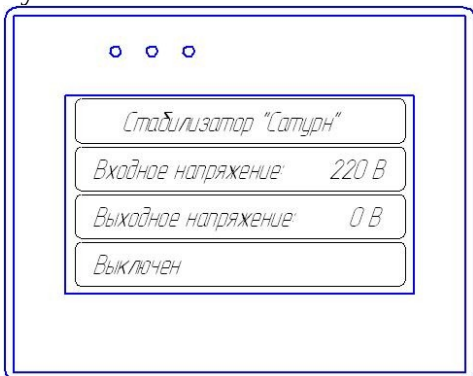 Стабилизатор "Сатурн"
Входное напряжение: 220 В
Выходное напряжение: 0 В
Выключен